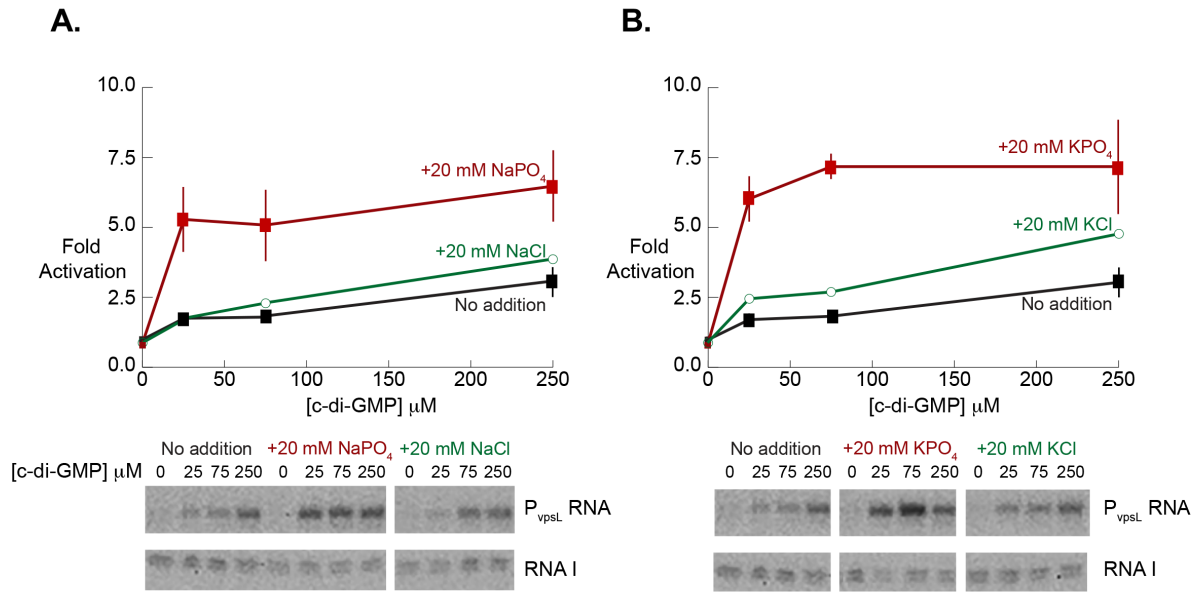 A.
B.
10.0
7.5
5.0
2.5
0.0
Fold
Activation
+20 mM NaPO4
+20 mM NaCl
No addition
0 50 100 150 200 250
[c-di-GMP] μM
10.0
7.5
5.0
2.5
0.0
Fold
Activation
+20 mM KPO4
+20 mM KCl
No addition
0 50 100 150 200 250
[c-di-GMP] μM
No addition +20 mM NaPO4 +20 mM NaCl
[c-di-GMP] μM 0 25 75 250 0 25 75 250 0 25 75 250
PvpsL RNA
RNA I
No addition +20 mM KPO4 +20 mM KCl
0 25 75 250 0 25 75 250 0 25 75 250
PvpsL RNA
RNA I